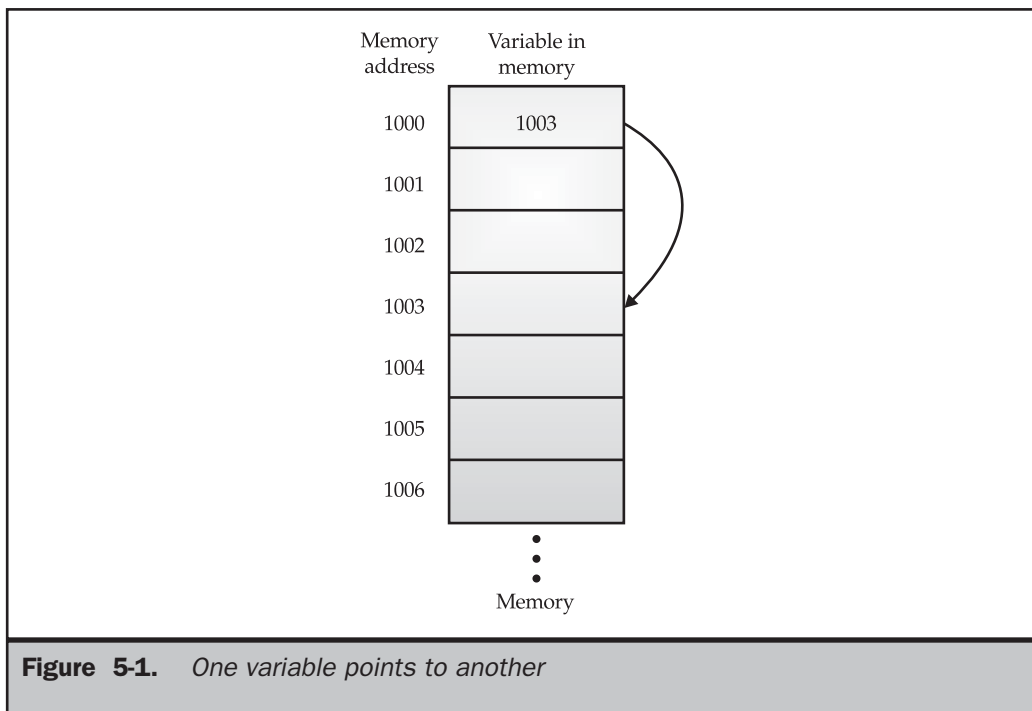 Memory address
Variable in memory
1000
1003
1001
1002
1003
1004
1005
1006
Memory
Figure 5-1. One variable points to another